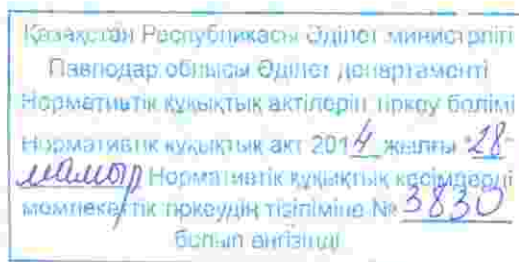 Қазақстан Республикасы Әділет министрлігі
Павлодар облысы Әділет департаменті
Нормативтік құқықтық актілерін тіркеу бөлімі
Нормативтік құқықтық акт 2014 жылғы "28"
мамыр Нормативтік құқықтық кесімдерді
мемлекеттік тіркеудің тізіліміне № 3830
болып енгізінді